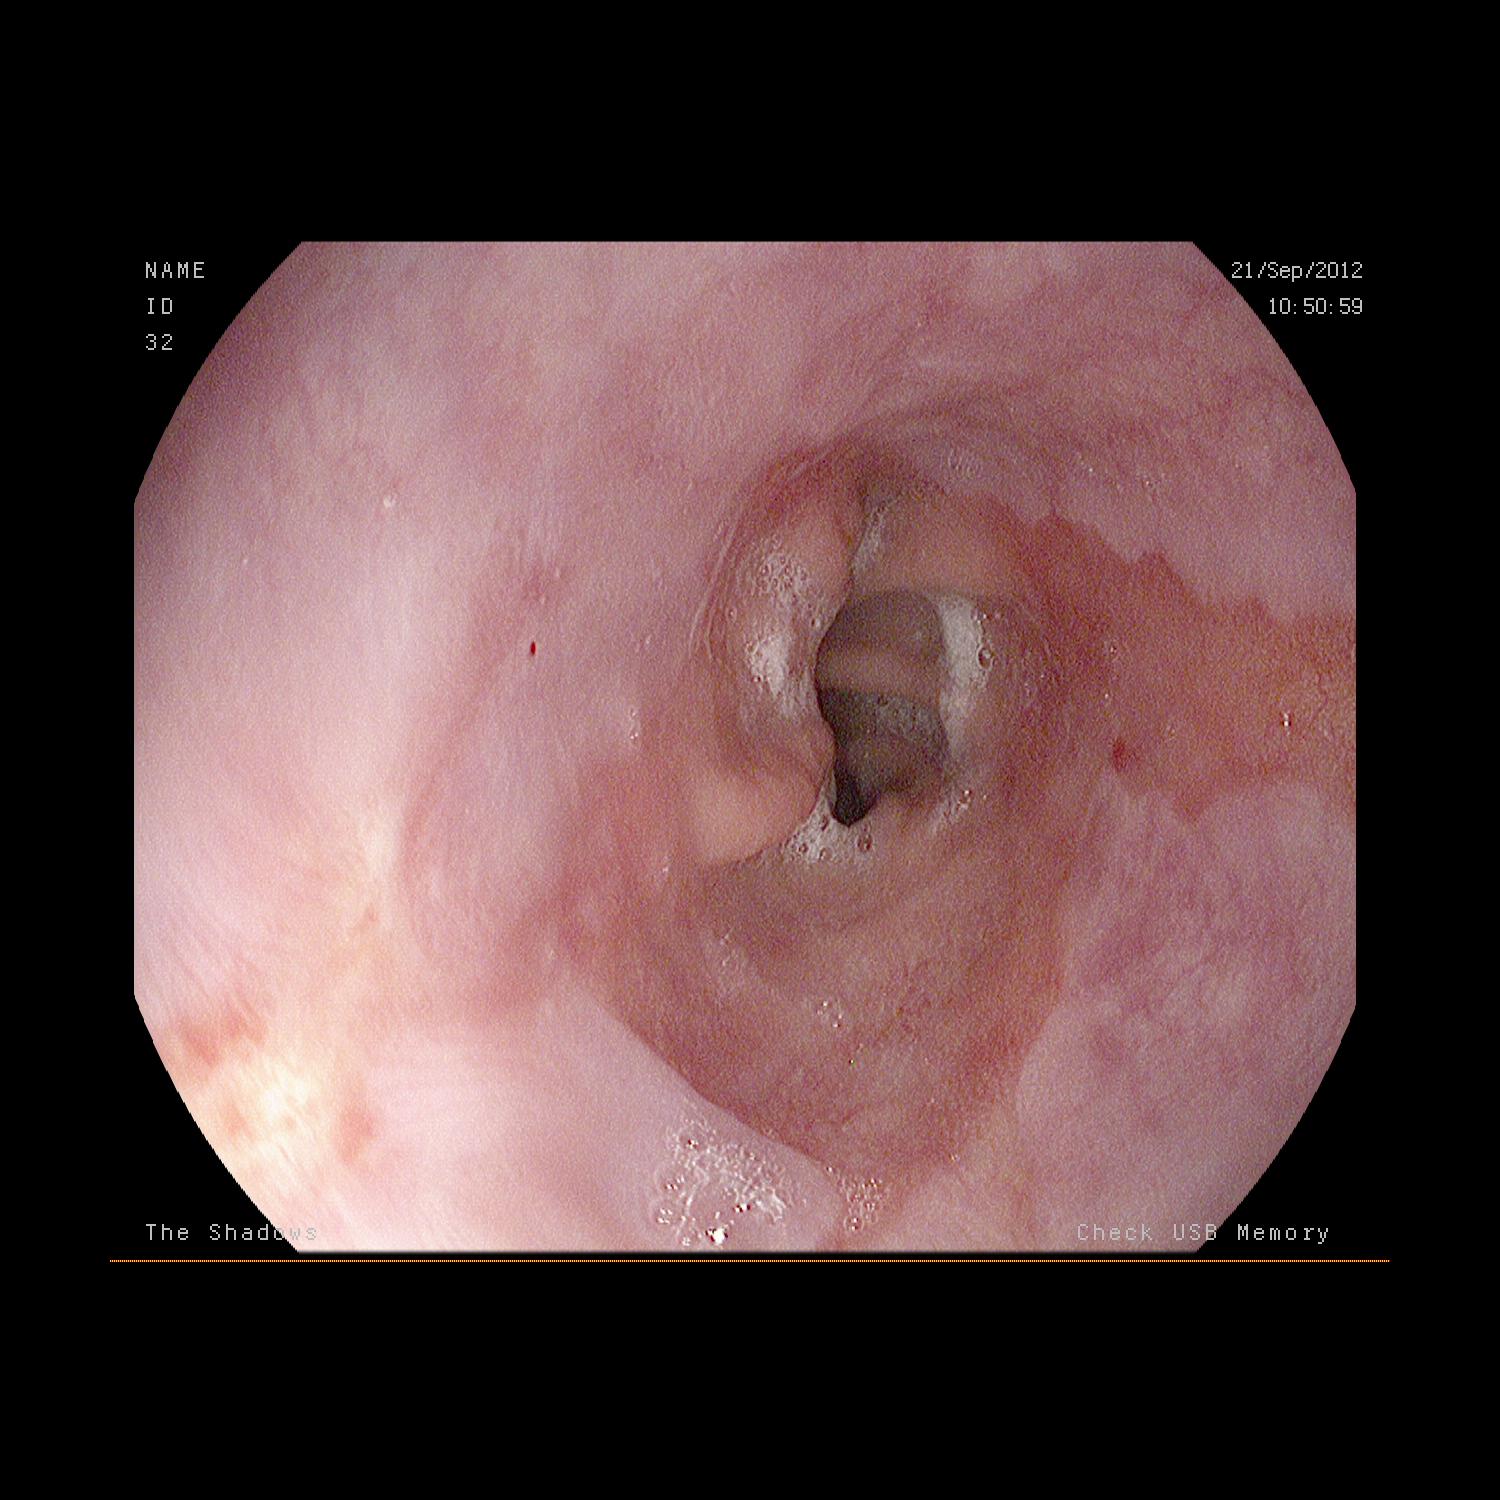 NAME
ID
32
21/Sep/2012
10:50:59
The Shadows
Check USB Memory